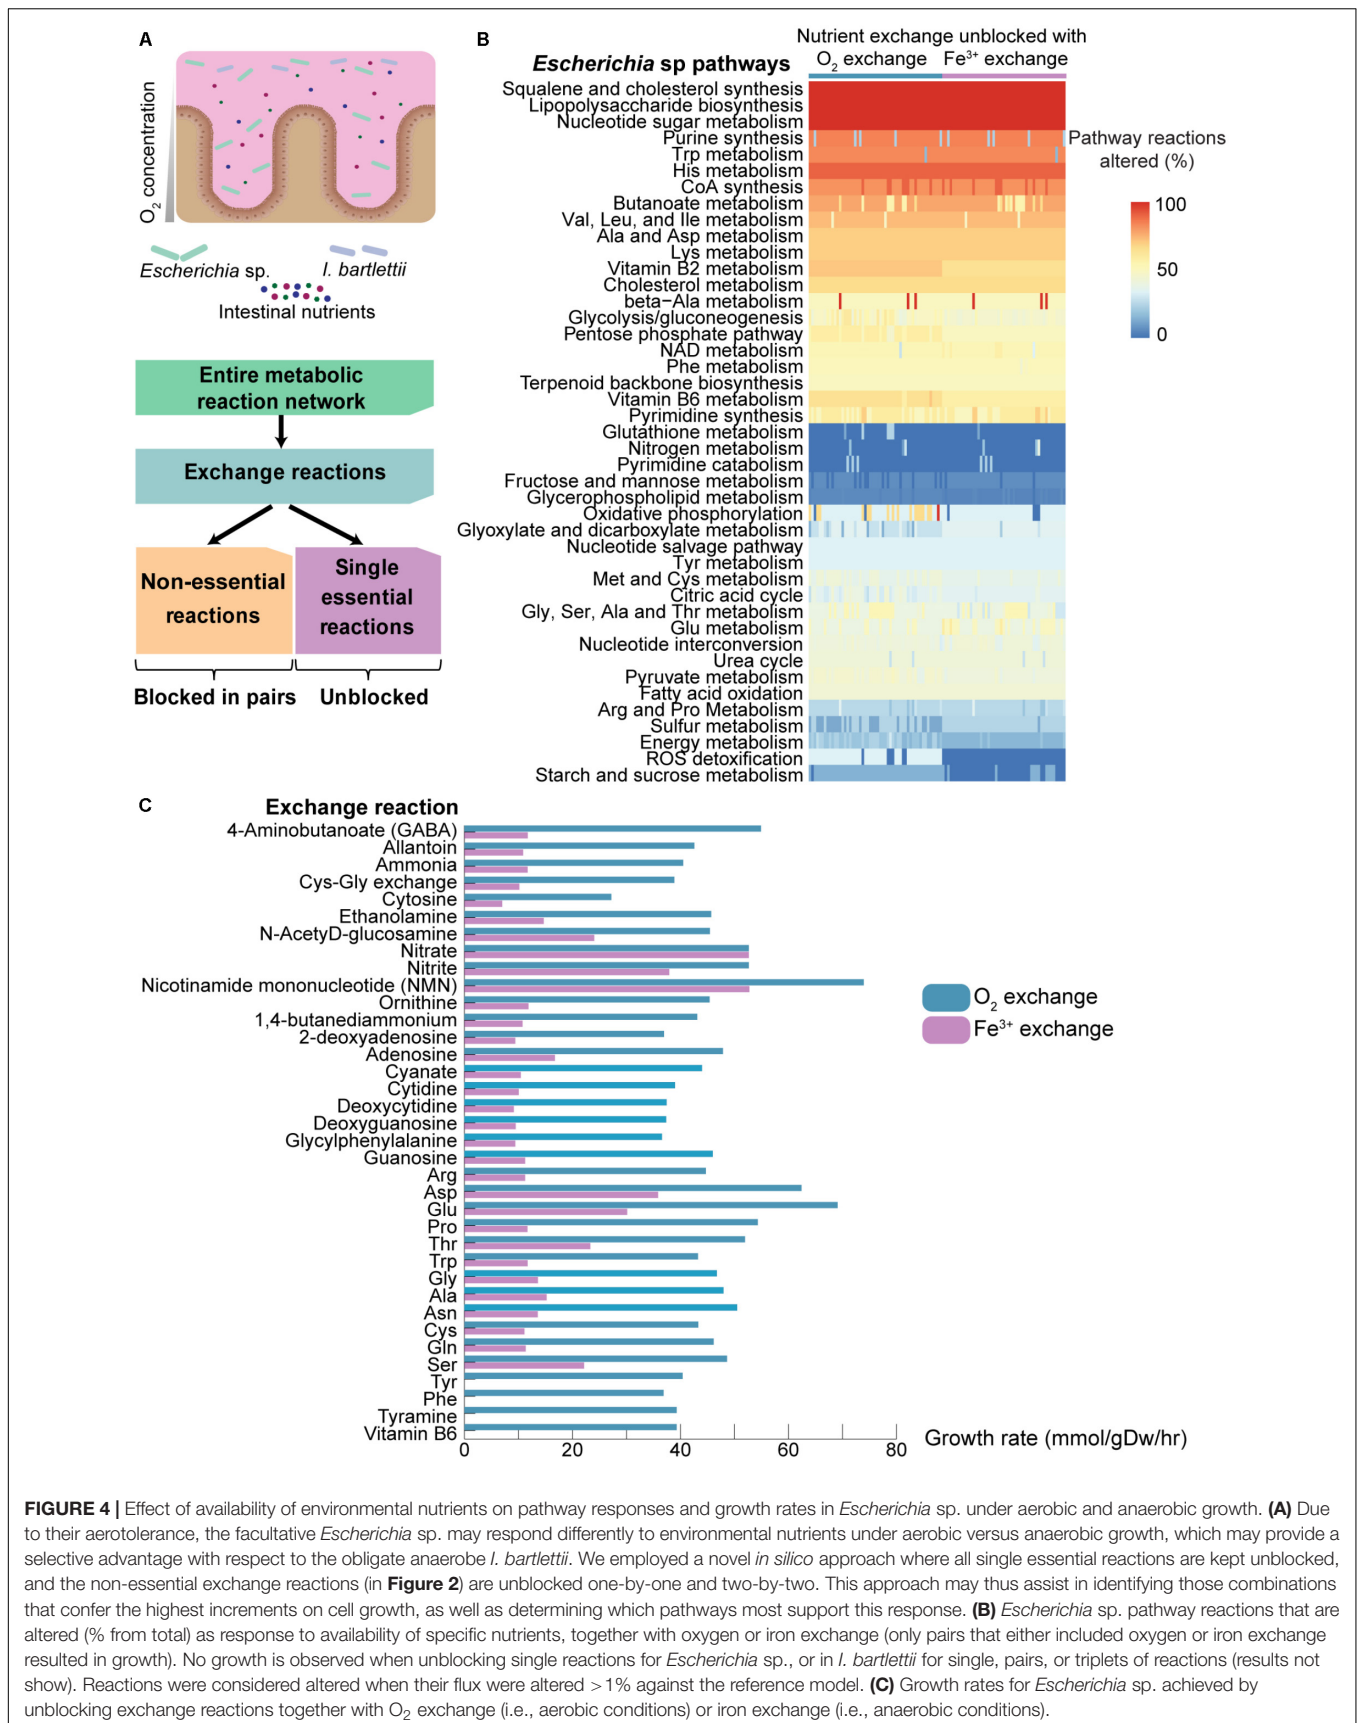 A
O2 concentration
Escherichia sp.
I. bartlettii
Intestinal nutrients
Entire metabolic
reaction network
Exchange reactions
Non-essential
reactions
Single
essential
reactions
Blocked in pairs
Unblocked
B
Nutrient exchange unblocked with
O2 exchange
Fe3+ exchange
Escherichia sp pathways
Squalene and cholesterol synthesis
Lipopolysaccharide biosynthesis
Nucleotide sugar metabolism
Purine synthesis
Trp metabolism
His metabolism
CoA synthesis
Butanoate metabolism
Val, Leu, and Ile metabolism
Ala and Asp metabolism
Lys metabolism
Vitamin B2 metabolism
Cholesterol metabolism
beta-Ala metabolism
Glycolysis/gluconeogenesis
Pentose phosphate pathway
NAD metabolism
Phe metabolism
Terpenoid backbone biosynthesis
Vitamin B6 metabolism
Pyrimidine synthesis
Glutathione metabolism
Nitrogen metabolism
Pyrimidine catabolism
Fructose and mannose metabolism
Glycerophospholipid metabolism
Oxidative phosphorylation
Glyoxylate and dicarboxylate metabolism
Nucleotide salvage pathway
Tyr metabolism
Met and Cys metabolism
Citric acid cycle
Gly, Ser, Ala and Thr metabolism
Glu metabolism
Nucleotide interconversion
Urea cycle
Pyruvate metabolism
Fatty acid oxidation
Arg and Pro Metabolism
Sulfur metabolism
Energy metabolism
ROS detoxification
Starch and sucrose metabolism
Pathway reactions
altered (%)
100
50
0
C
Exchange reaction
4-Aminobutanoate (GABA)
Allantoin
Ammonia
Cys-Gly exchange
Cytosine
Ethanolamine
N-AcetyD-glucosamine
Nitrate
Nitrite
Nicotinamide mononucleotide (NMN)
Ornithine
1,4-butanediammonium
2-deoxyadenosine
Adenosine
Cyanate
Cytidine
Deoxycytidine
Deoxyguanosine
Glycylphenylalanine
Guanosine
Arg
Asp
Glu
Pro
Thr
Trp
Gly
Ala
Asn
Cys
Gln
Ser
Tyr
Phe
Tyramine
Vitamin B6
0 20 40 60 80
Growth rate (mmol/gDw/hr)
O2 exchange
Fe3+ exchange
FIGURE 4 | Effect of availability of environmental nutrients on pathway responses and growth rates in Escherichia sp. under aerobic and anaerobic growth. (A) Due
to their aerotolerance, the facultative Escherichia sp. may respond differently to environmental nutrients under aerobic versus anaerobic growth, which may provide a
selective advantage with respect to the obligate anaerobe I. bartlettii. We employed a novel in silico approach where all single essential reactions are kept unblocked,
and the non-essential exchange reactions (in Figure 2) are unblocked one-by-one and two-by-two. This approach may thus assist in identifying those combinations
that confer the highest increments on cell growth, as well as determining which pathways most support this response. (B) Escherichia sp. pathway reactions that are
altered (% from total) as response to availability of specific nutrients, together with oxygen or iron exchange (only pairs that either included oxygen or iron exchange
resulted in growth). No growth is observed when unblocking single reactions for Escherichia sp., or in I. bartlettii for single, pairs, or triplets of reactions (results not
show). Reactions were considered altered when their flux were altered >1% against the reference model. (C) Growth rates for Escherichia sp. achieved by
unblocking exchange reactions together with O2 exchange (i.e., aerobic conditions) or iron exchange (i.e., anaerobic conditions).